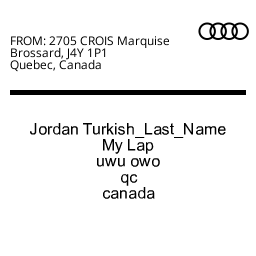 FROM: 2705 CROIS Marquise
Brossard, J4Y 1P1
Quebec, Canada
Jordan Turkish_Last_Name
My Lap
uwu owo
qc
canada